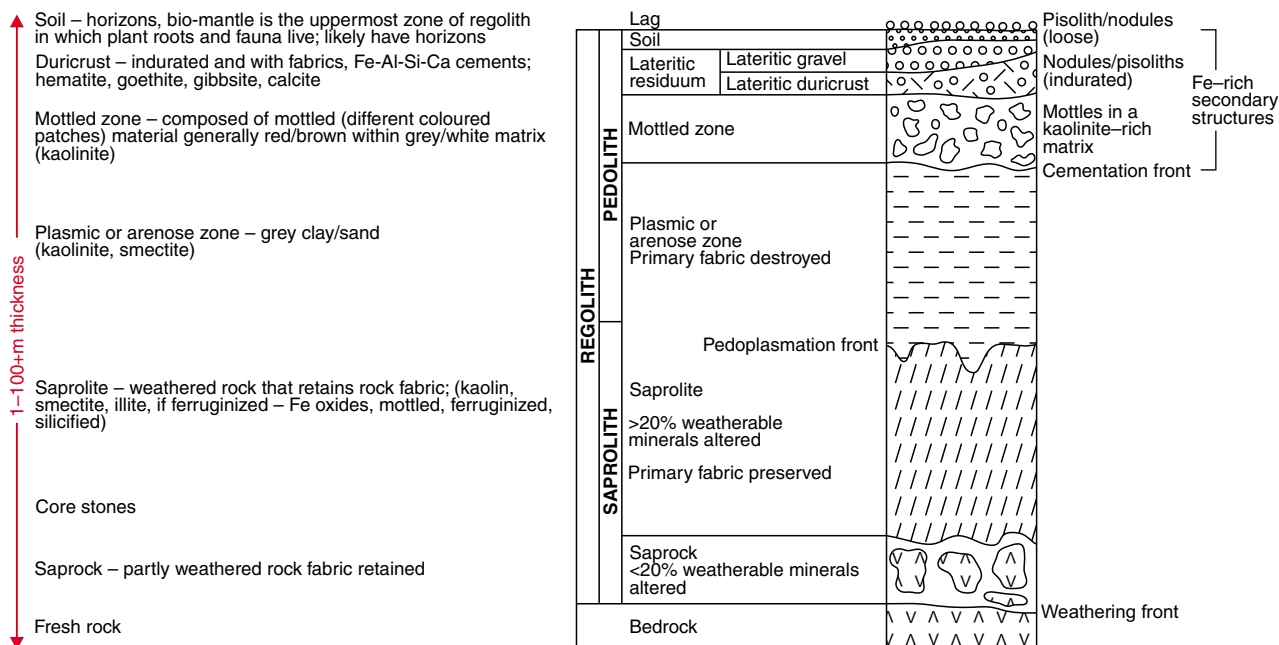 Soil – horizons, bio-mantle is the uppermost zone of regolith
in which plant roots and fauna live; likely have horizons
Duricrust – indurated and with fabrics, Fe-Al-Si-Ca cements;
hematite, goethite, gibbsite, calcite
Mottled zone – composed of mottled (different coloured
patches) material generally red/brown within grey/white matrix
(kaolinite)
Plasmic or arenose zone – grey clay/sand
(kaolinite, smectite)
1–100+m thickness
Saprolite – weathered rock that retains rock fabric; (kaolin,
smectite, illite, if ferruginized – Fe oxides, mottled, ferruginized,
silicified)
Core stones
Saprock – partly weathered rock fabric retained
Fresh rock
REGOLITH
PEDOLITH
SAPROLITH
Lag
Soil
Lateritic
residuum
Lateritic gravel
Lateritic duricrust
Mottled zone
Plasmic or
arenose zone
Primary fabric destroyed
Pedoplasmation front
Saprolite
>20% weatherable
minerals altered
Primary fabric preserved
Saprock
<20% weatherable minerals
altered
Bedrock
Pisolith/nodules
(loose)
Nodules/pisoliths
(indurated)
Mottles in a
kaolinite–rich
matrix
Cementation front
Fe–rich
secondary
structures
Weathering front